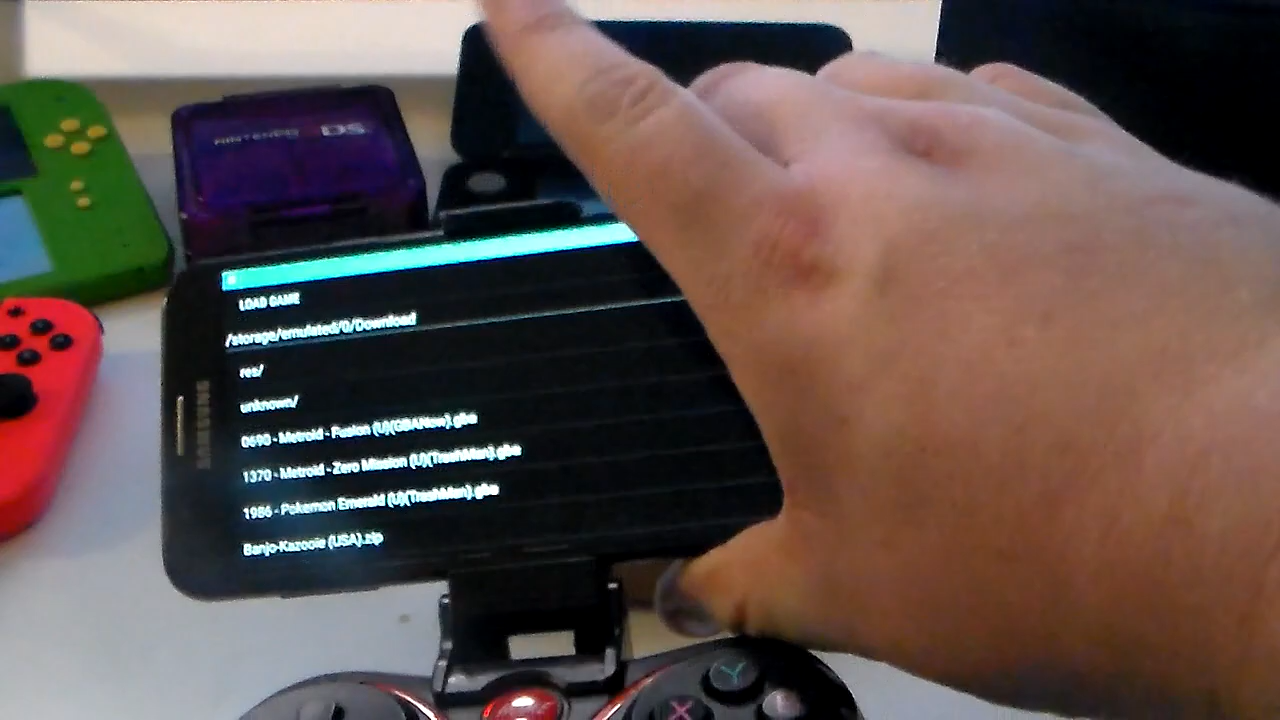 NINTENDO DS
LOAD GAME
/storage/emulated/0/Download
res/
unknown/
0690 - Metroid - Fusion (U)(GBANow).gba
1370 - Metroid - Zero Mission (U)(TrashMan).gba
1986 - Pokemon Emerald (U)(TrashMan).gba
Banjo-Kazooie (USA).zip
SAMSUNG
Y
X